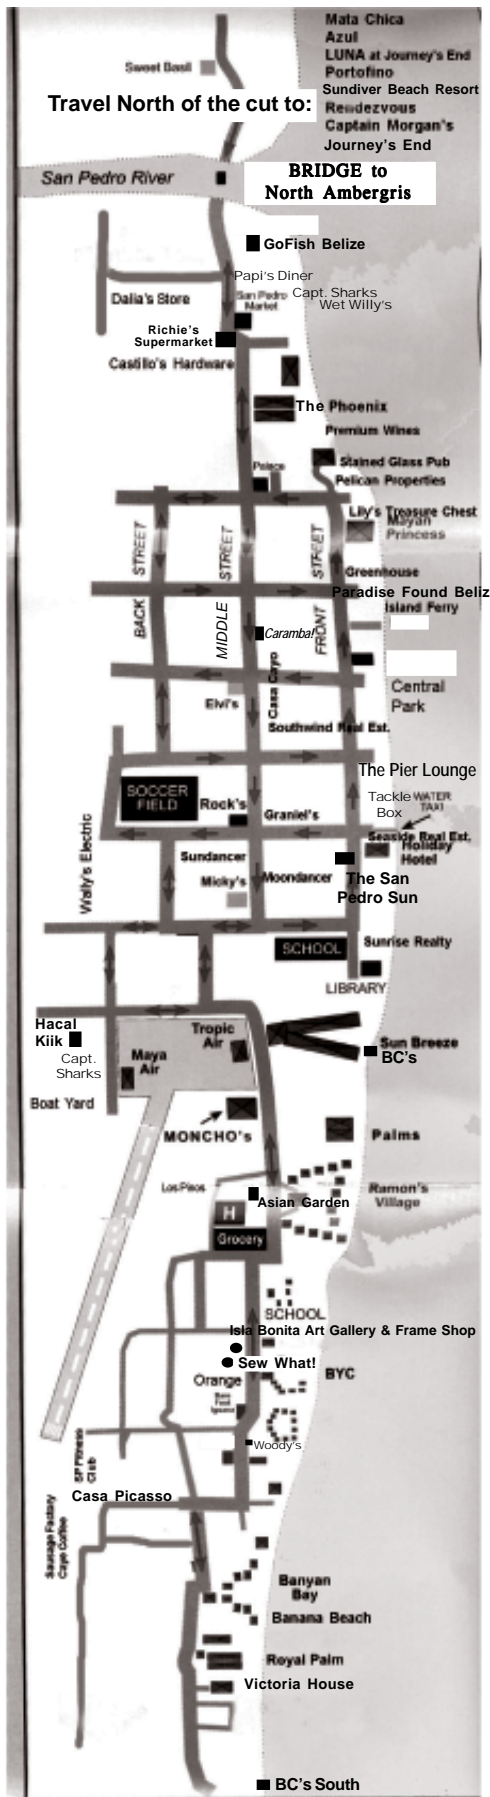 Mata Chica
Azul
LUNA at Journey's End
Portofino
Sweet Basil
Sundiver Beach Resort
Travel North of the cut to:
Rendezvous
Captain Morgan's
Journey's End
San Pedro River
BRIDGE to
North Ambergris
GoFish Belize
Papi's Diner
Dalia's Store
San Pedro
Market
Capt. Sharks
Wet Willy's
Richie's
Supermarket
Castillo's Hardware
The Phoenix
Premium Wines
Stained Glass Pub
Palace
Pelican Properties
Lily's Treasure Chest
Mayan
Princess
BACK STREET
MIDDLE STREET
FRONT STREET
Greenhouse
Paradise Found Beliz
Island Ferry
Caramba!
Casa Cayo
Elvi's
Central
Park
Southwind Real Est.
The Pier Lounge
SOCCER
FIELD
Rock's
Graniel's
Tackle
Box
WATER
TAXI
Wally's Electric
Seaside Real Est.
Holiday
Hotel
Sundancer
Micky's
Moondancer
The San
Pedro Sun
SCHOOL
Sunrise Realty
LIBRARY
Hacal
Kiik
Capt.
Sharks
Maya
Air
Tropic
Air
Sun Breeze
BC's
Boat Yard
MONCHO's
Palms
Los Pinos
Ramon's
Village
Asian Garden
H
Grocery
SCHOOL
Isla Bonita Art Gallery & Frame Shop
Sew What!
Orange
BYC
Woody's
SP Fitness
Club
Casa Picasso
Sausage Factory
Caye Coffee
Banyan
Bay
Banana Beach
Royal Palm
Victoria House
BC's South